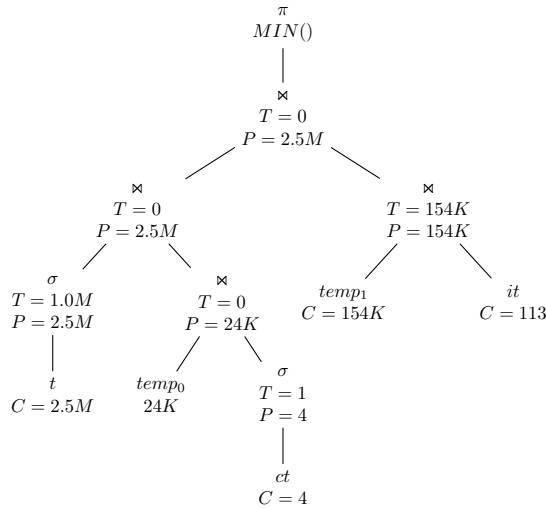 π
MIN()
⋈
T = 0
P = 2.5M
⋈
T = 0
P = 2.5M
⋈
T = 154K
P = 154K
σ
T = 1.0M
P = 2.5M
⋈
T = 0
P = 24K
temp₁
C = 154K
it
C = 113
t
C = 2.5M
temp₀
24K
σ
T = 1
P = 4
ct
C = 4